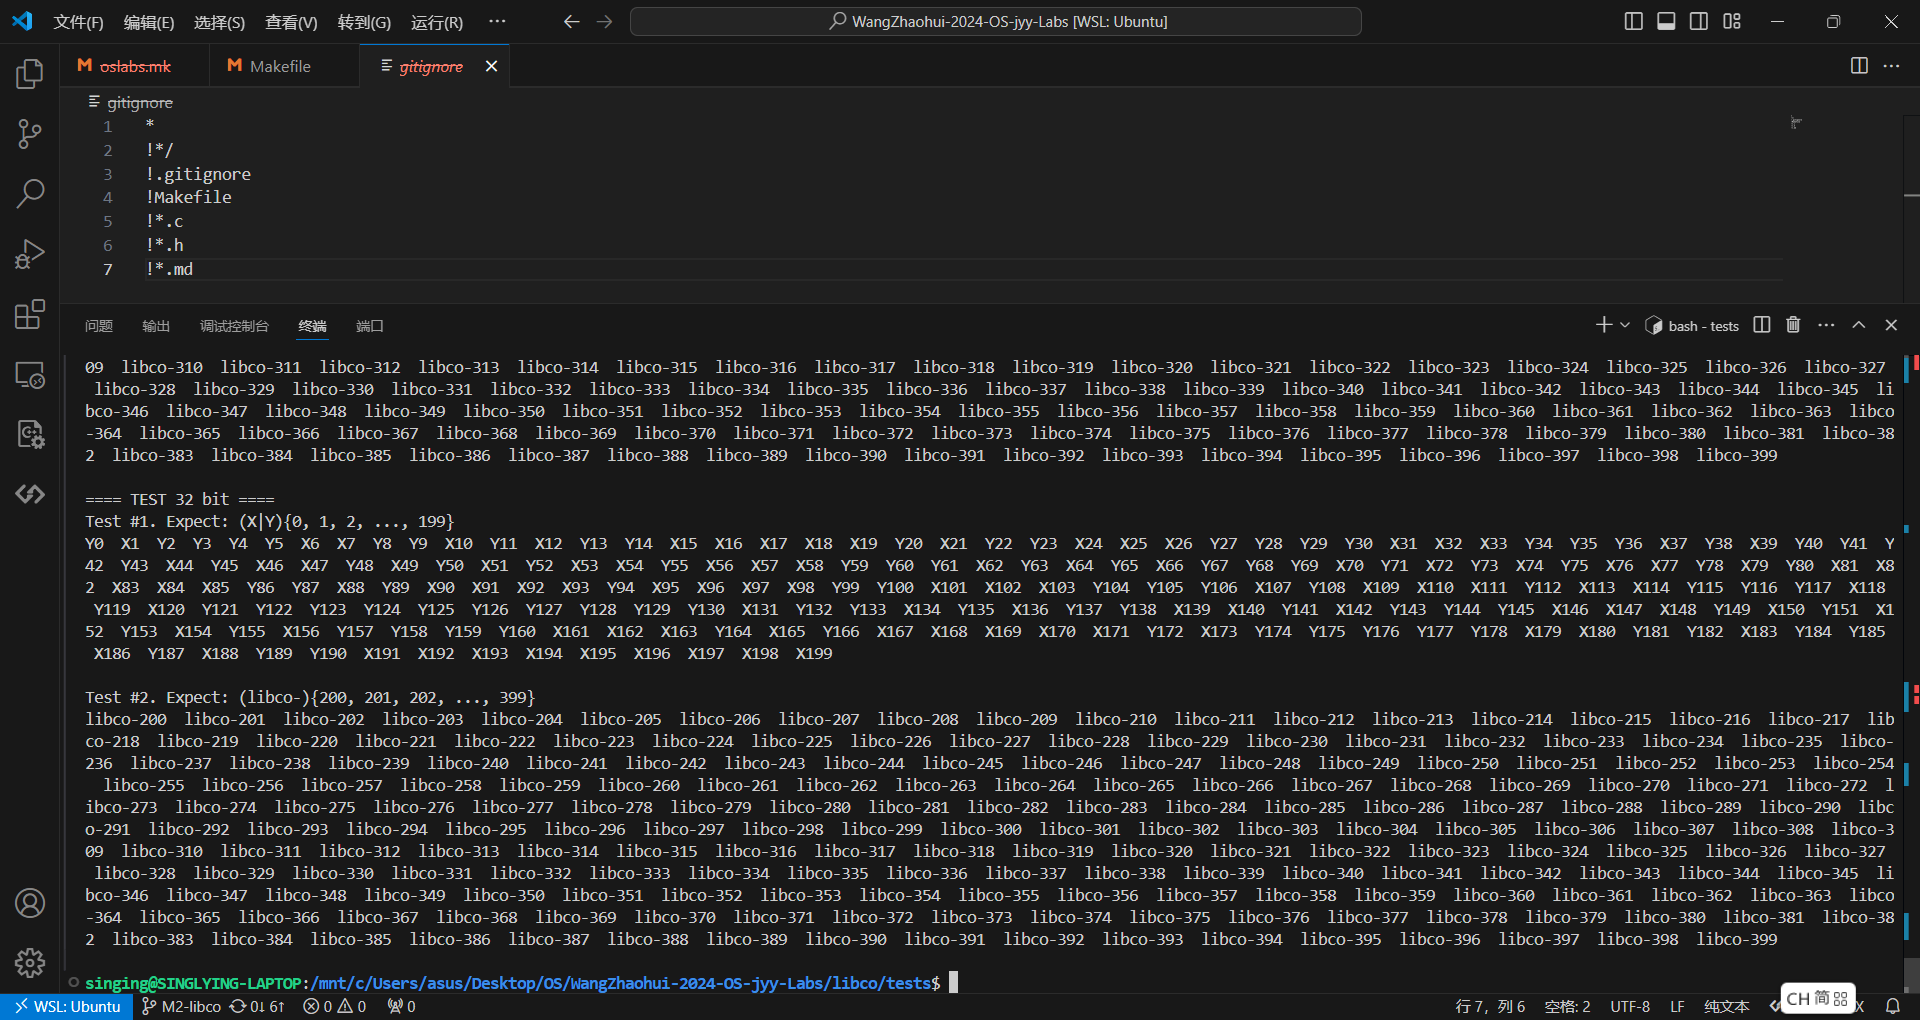 文件(F) 编辑(E) 选择(S) 查看(V) 转到(G) 运行(R) ··· WangZhaohui-2024-OS-jyy-Labs [WSL: Ubuntu]
M oslabs.mk M Makefile gitignore
gitignore
1 *
2 !*/
3 !.gitignore
4 !Makefile
5 !*.c
6 !*.h
7 !*.md
问题 输出 调试控制台 终端 端口 bash - tests
09  libco-310  libco-311  libco-312  libco-313  libco-314  libco-315  libco-316  libco-317  libco-318  libco-319  libco-320  libco-321  libco-322  libco-323  libco-324  libco-325  libco-326  libco-327
libco-328  libco-329  libco-330  libco-331  libco-332  libco-333  libco-334  libco-335  libco-336  libco-337  libco-338  libco-339  libco-340  libco-341  libco-342  libco-343  libco-344  libco-345  li
bco-346  libco-347  libco-348  libco-349  libco-350  libco-351  libco-352  libco-353  libco-354  libco-355  libco-356  libco-357  libco-358  libco-359  libco-360  libco-361  libco-362  libco-363  libco
-364  libco-365  libco-366  libco-367  libco-368  libco-369  libco-370  libco-371  libco-372  libco-373  libco-374  libco-375  libco-376  libco-377  libco-378  libco-379  libco-380  libco-381  libco-38
2  libco-383  libco-384  libco-385  libco-386  libco-387  libco-388  libco-389  libco-390  libco-391  libco-392  libco-393  libco-394  libco-395  libco-396  libco-397  libco-398  libco-399
==== TEST 32 bit ====
Test #1. Expect: (X|Y){0, 1, 2, ..., 199}
Y0  X1  Y2  Y3  Y4  Y5  X6  X7  Y8  Y9  X10  Y11  X12  Y13  Y14  X15  X16  X17  X18  X19  Y20  X21  Y22  Y23  X24  X25  X26  Y27  Y28  Y29  Y30  X31  X32  X33  Y34  Y35  Y36  X37  Y38  X39  Y40  Y41  Y
42  Y43  X44  Y45  X46  X47  Y48  X49  Y50  X51  Y52  X53  X54  Y55  X56  X57  X58  Y59  Y60  Y61  X62  Y63  X64  Y65  X66  Y67  Y68  Y69  X70  Y71  X72  Y73  X74  Y75  X76  X77  Y78  X79  Y80  X81  X8
2  X83  X84  X85  Y86  Y87  X88  Y89  X90  X91  X92  X93  Y94  X95  X96  X97  X98  Y99  Y100  X101  X102  X103  Y104  Y105  Y106  X107  Y108  X109  X110  X111  Y112  X113  X114  Y115  Y116  Y117  X118
Y119  X120  Y121  Y122  Y123  Y124  Y125  Y126  Y127  Y128  Y129  Y130  X131  Y132  Y133  X134  Y135  X136  Y137  Y138  X139  X140  Y141  X142  Y143  Y144  Y145  X146  X147  X148  Y149  X150  Y151  X1
52  Y153  X154  Y155  X156  Y157  Y158  Y159  Y160  X161  X162  X163  Y164  X165  Y166  X167  X168  X169  X170  X171  Y172  X173  Y174  Y175  Y176  Y177  Y178  X179  X180  Y181  Y182  X183  Y184  Y185
X186  Y187  X188  Y189  Y190  X191  X192  X193  X194  X195  X196  X197  X198  X199
Test #2. Expect: (libco-){200, 201, 202, ..., 399}
libco-200  libco-201  libco-202  libco-203  libco-204  libco-205  libco-206  libco-207  libco-208  libco-209  libco-210  libco-211  libco-212  libco-213  libco-214  libco-215  libco-216  libco-217  lib
co-218  libco-219  libco-220  libco-221  libco-222  libco-223  libco-224  libco-225  libco-226  libco-227  libco-228  libco-229  libco-230  libco-231  libco-232  libco-233  libco-234  libco-235  libco-
236  libco-237  libco-238  libco-239  libco-240  libco-241  libco-242  libco-243  libco-244  libco-245  libco-246  libco-247  libco-248  libco-249  libco-250  libco-251  libco-252  libco-253  libco-254
libco-255  libco-256  libco-257  libco-258  libco-259  libco-260  libco-261  libco-262  libco-263  libco-264  libco-265  libco-266  libco-267  libco-268  libco-269  libco-270  libco-271  libco-272  l
ibco-273  libco-274  libco-275  libco-276  libco-277  libco-278  libco-279  libco-280  libco-281  libco-282  libco-283  libco-284  libco-285  libco-286  libco-287  libco-288  libco-289  libco-290  libc
o-291  libco-292  libco-293  libco-294  libco-295  libco-296  libco-297  libco-298  libco-299  libco-300  libco-301  libco-302  libco-303  libco-304  libco-305  libco-306  libco-307  libco-308  libco-3
09  libco-310  libco-311  libco-312  libco-313  libco-314  libco-315  libco-316  libco-317  libco-318  libco-319  libco-320  libco-321  libco-322  libco-323  libco-324  libco-325  libco-326  libco-327
libco-328  libco-329  libco-330  libco-331  libco-332  libco-333  libco-334  libco-335  libco-336  libco-337  libco-338  libco-339  libco-340  libco-341  libco-342  libco-343  libco-344  libco-345  li
bco-346  libco-347  libco-348  libco-349  libco-350  libco-351  libco-352  libco-353  libco-354  libco-355  libco-356  libco-357  libco-358  libco-359  libco-360  libco-361  libco-362  libco-363  libco
-364  libco-365  libco-366  libco-367  libco-368  libco-369  libco-370  libco-371  libco-372  libco-373  libco-374  libco-375  libco-376  libco-377  libco-378  libco-379  libco-380  libco-381  libco-38
2  libco-383  libco-384  libco-385  libco-386  libco-387  libco-388  libco-389  libco-390  libco-391  libco-392  libco-393  libco-394  libco-395  libco-396  libco-397  libco-398  libco-399
singing@SINGLYING-LAPTOP:/mnt/c/Users/asus/Desktop/OS/WangZhaohui-2024-OS-jyy-Labs/libco/tests$
WSL: Ubuntu M2-libco 0↓ 6↑ 0 0 0 行 7，列 6 空格: 2 UTF-8 LF 纯文本 CH 简 X